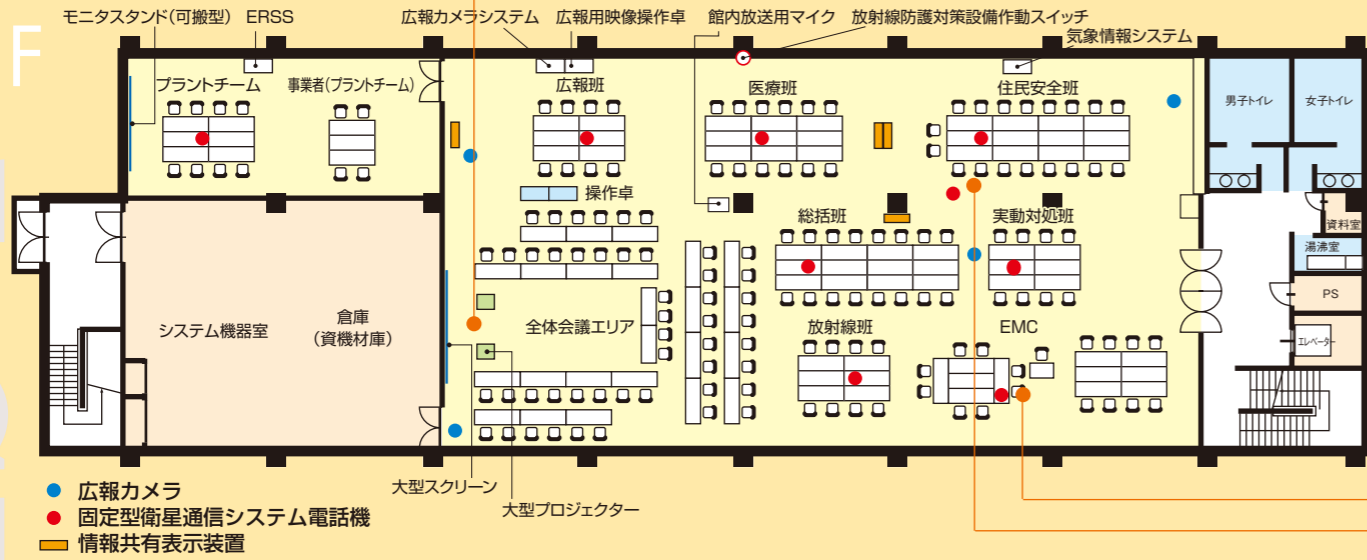 モニタスタンド(可搬型)
ERSS
広報カメラシステム
広報用映像操作卓
館内放送用マイク
放射線防護対策設備作動スイッチ
気象情報システム
F
プラントチーム
事業者(プラントチーム)
広報班
医療班
住民安全班
男子トイレ
女子トイレ
操作卓
総括班
実動対処班
資料室
湯沸室
システム機器室
倉庫
(資機材庫)
全体会議エリア
放射線班
EMC
PS
エレベーター
大型スクリーン
大型プロジェクター
広報カメラ
固定型衛星通信システム電話機
情報共有表示装置